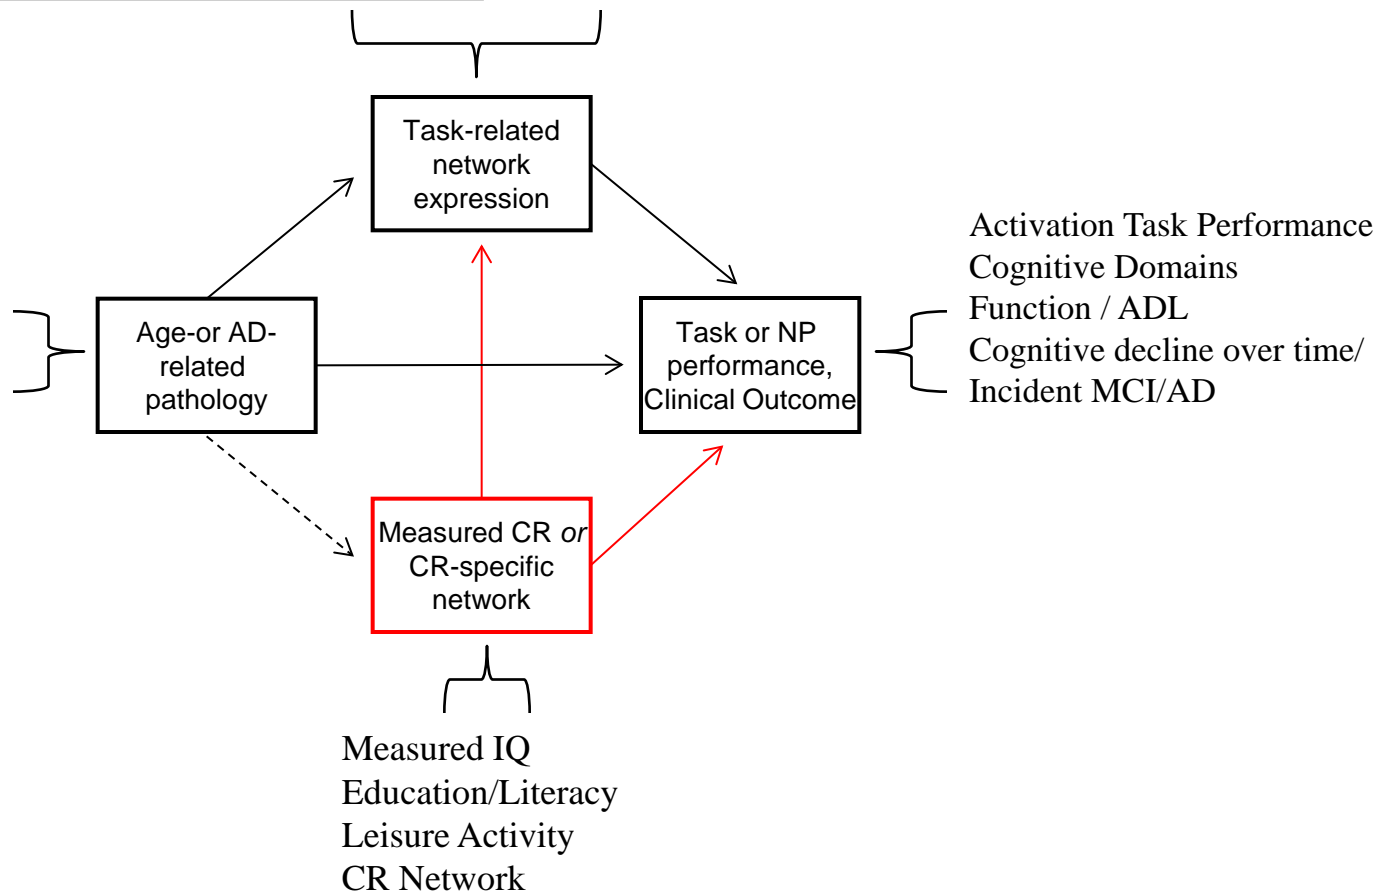 Task-related
network
expression
Age-or AD-
related
pathology
Task or NP
performance,
Clinical Outcome
Activation Task Performance
Cognitive Domains
Function / ADL
Cognitive decline over time/
Incident MCI/AD
Measured CR or
CR-specific
network
Measured IQ
Education/Literacy
Leisure Activity
CR Network